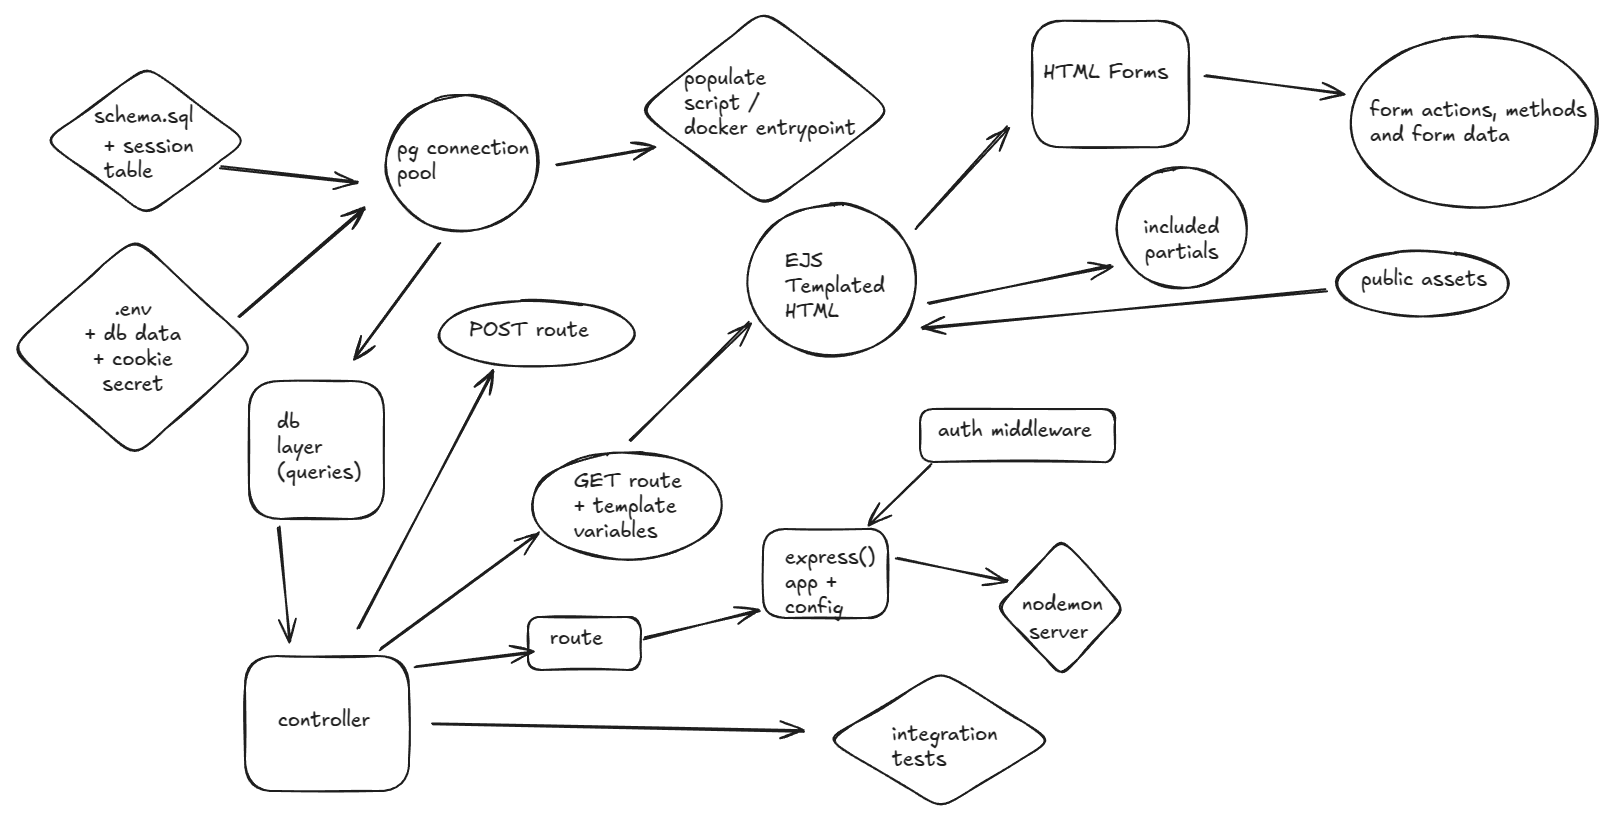 schema.sql
+ session
table
pg connection
pool
populate
script /
docker entrypoint
HTML Forms
form actions, methods
and form data
.env
+ db data
+ cookie
secret
POST route
EJS
Templated
HTML
included
partials
public assets
db
layer
(queries)
GET route
+ template
variables
auth middleware
express()
app +
config
nodemon
server
route
controller
integration
tests